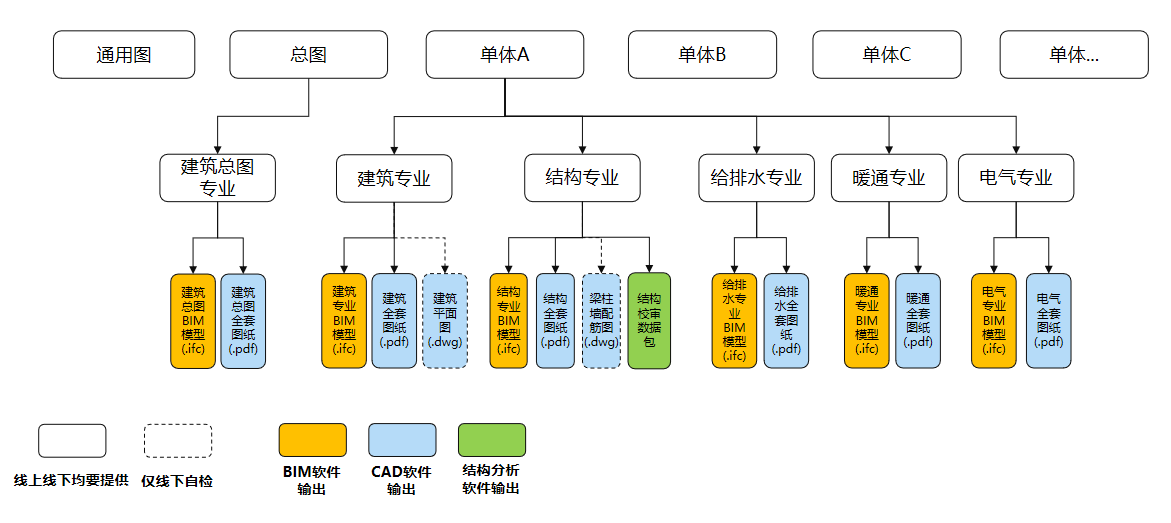 通用图
总图
单体A
单体B
单体C
单体...
建筑总图
专业
建筑专业
结构专业
给排水专业
暖通专业
电气专业
建筑
总图
BIM
模型
(.ifc)
建筑
总图
全套
图纸
(.pdf)
建筑
专业
BIM
模型
(.ifc)
建筑
全套
图纸
(.pdf)
建筑
平面
图
(.dwg)
结构
专业
BIM
模型
(.ifc)
结构
全套
图纸
(.pdf)
梁柱
墙配
筋图
(.dwg)
结构
校审
数据
包
给排
水专
业
BIM
模型
(.ifc)
给排
水全
套图
纸
(.pdf)
暖通
专业
BIM
模型
(.ifc)
暖通
全套
图纸
(.pdf)
电气
专业
BIM
模型
(.ifc)
电气
全套
图纸
(.pdf)
线上线下均要提供
仅线下自检
BIM软件
输出
CAD软件
输出
结构分析
软件输出